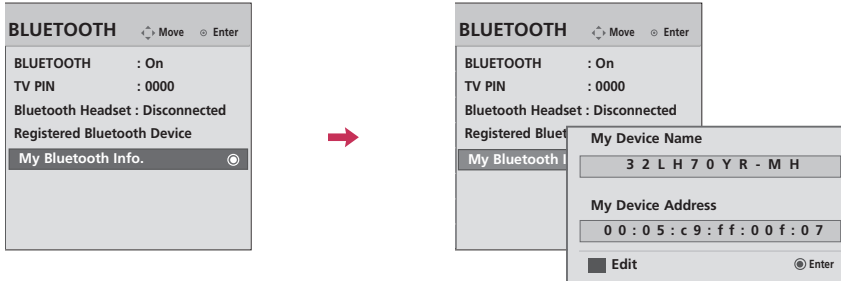 BLUETOOTH Move Enter
BLUETOOTH : On
TV PIN : 0000
Bluetooth Headset : Disconnected
Registered Bluetooth Device
My Bluetooth Info.
BLUETOOTH Move Enter
BLUETOOTH : On
TV PIN : 0000
Bluetooth Headset : Disconnected
Registered Bluet
My Bluetooth I
My Device Name
3 2 L H 7 0 Y R - M H
My Device Address
0 0 : 0 5 : c 9 : f f : 0 0 f : 0 7
Edit Enter